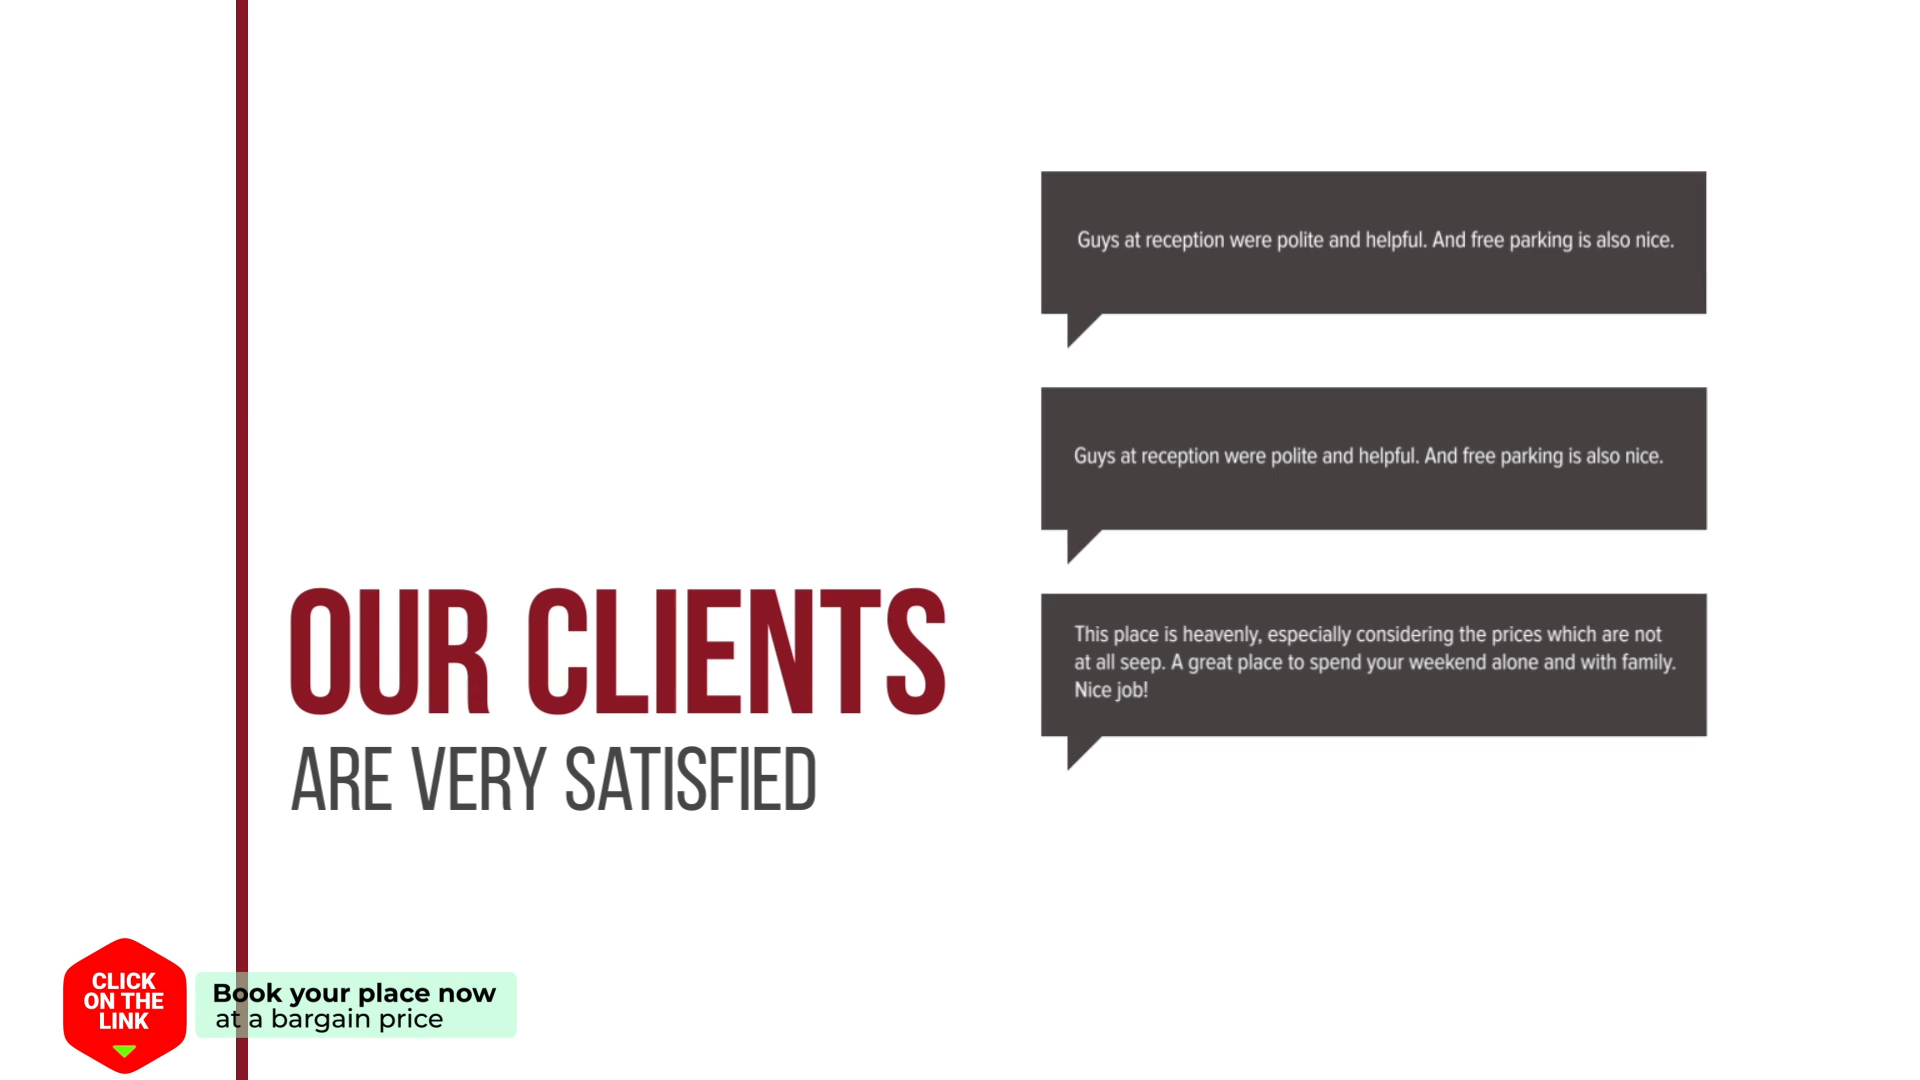 Guys at reception were polite and helpful. And free parking is also nice.
Guys at reception were polite and helpful. And free parking is also nice.
This place is heavenly, especially considering the prices which are not
at all seep. A great place to spend your weekend alone and with family.
Nice job!
OUR CLIENTS
ARE VERY SATISFIED
CLICK
ON THE
LINK
Book your place now
at a bargain price